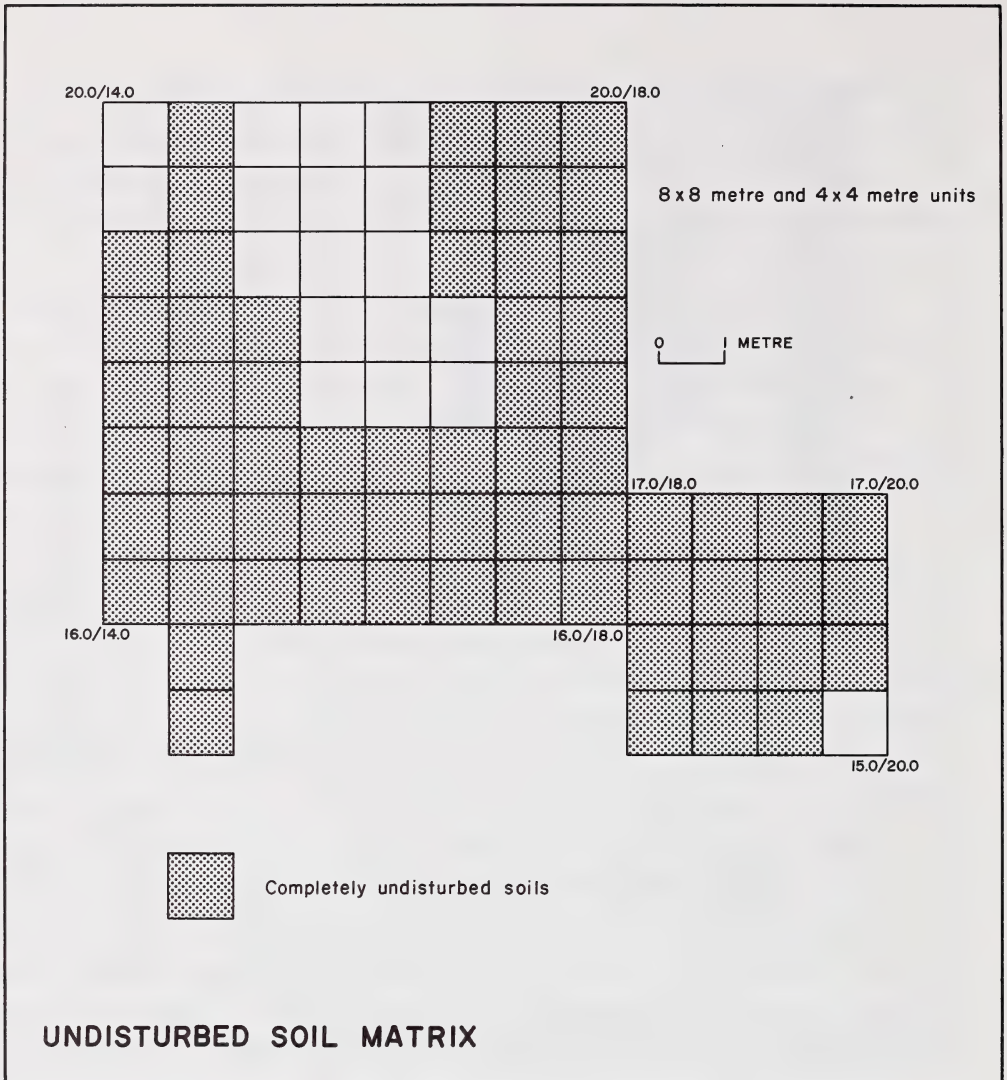 20.0/14.0 20.0/18.0
8 x 8 metre and 4 x 4 metre units
0 1 METRE
17.0/18.0 17.0/20.0
16.0/14.0 16.0/18.0
15.0/20.0
Completely undisturbed soils
UNDISTURBED SOIL MATRIX